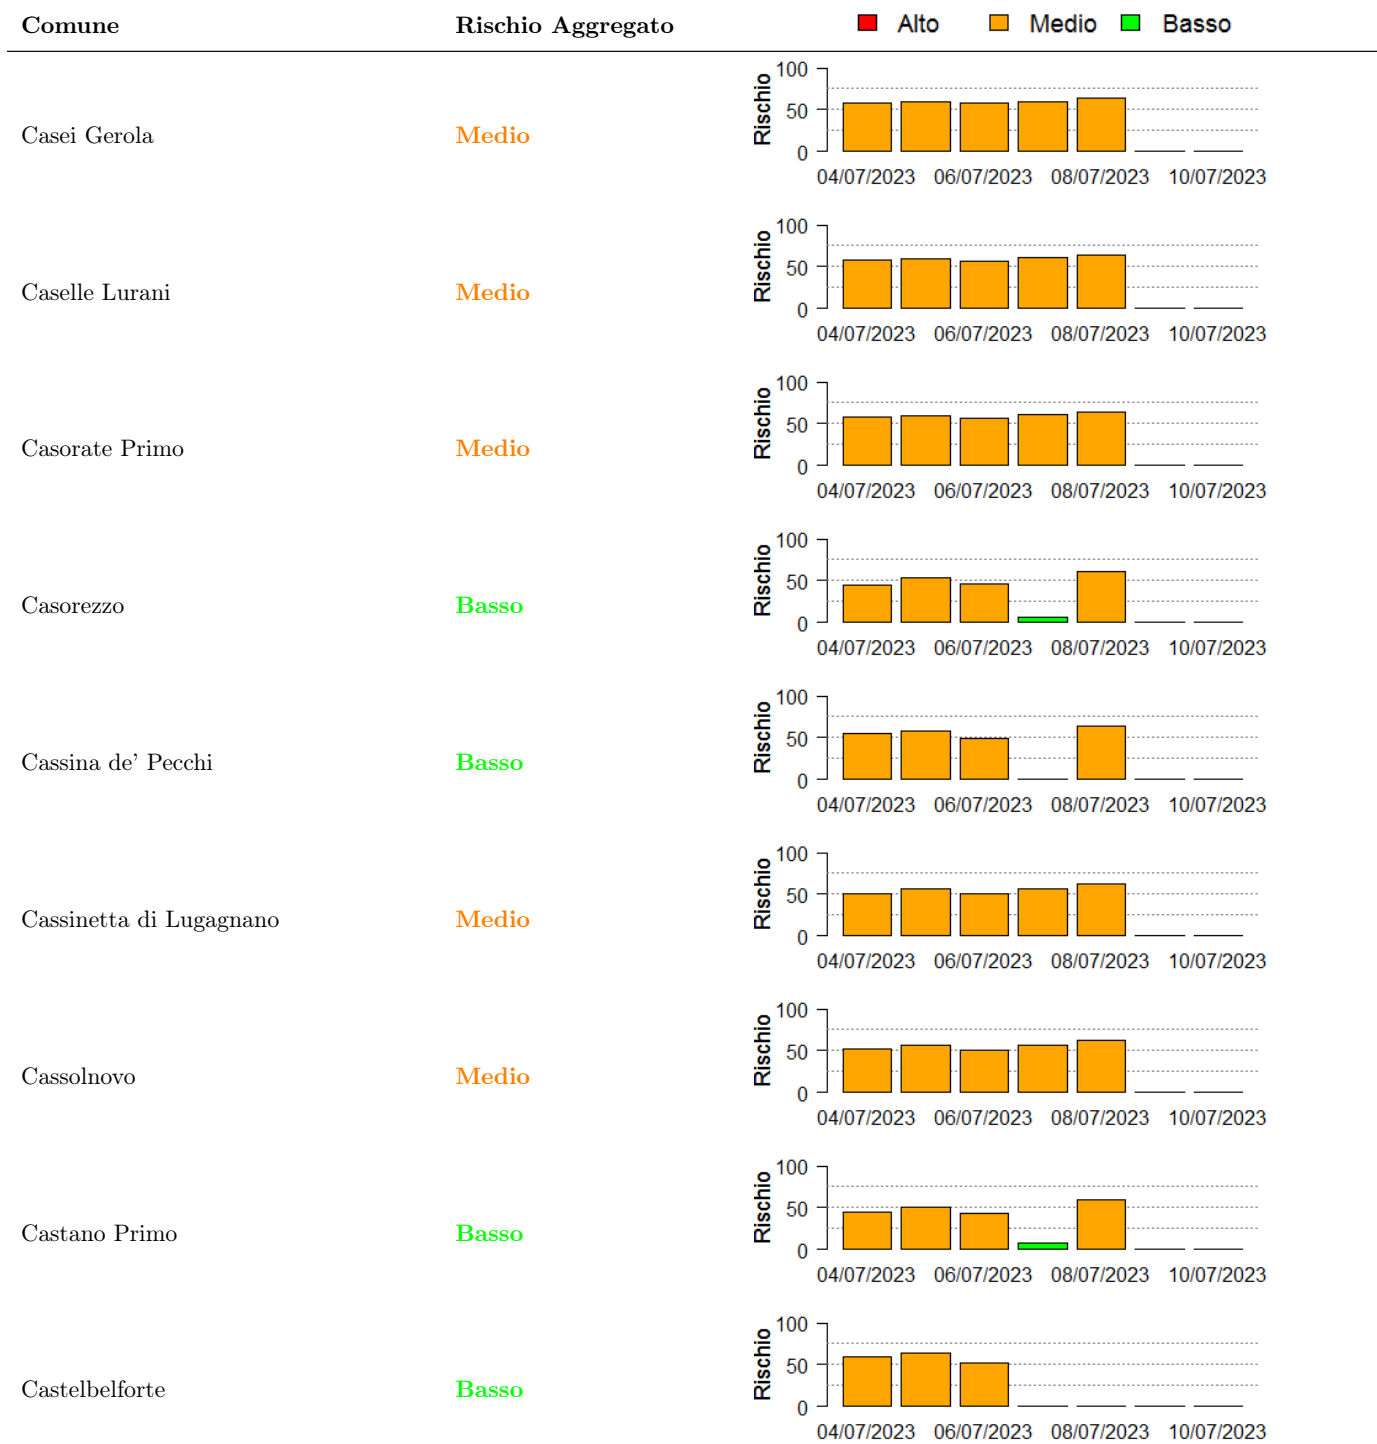 Comune Rischio Aggregato Alto Medio Basso
100
50
0
Rischio
Casei Gerola Medio
04/07/2023 06/07/2023 08/07/2023 10/07/2023
100
50
0
Rischio
Caselle Lurani Medio
04/07/2023 06/07/2023 08/07/2023 10/07/2023
100
50
0
Rischio
Casorate Primo Medio
04/07/2023 06/07/2023 08/07/2023 10/07/2023
100
50
0
Rischio
Casorezzo Basso
04/07/2023 06/07/2023 08/07/2023 10/07/2023
100
50
0
Rischio
Cassina de' Pecchi Basso
04/07/2023 06/07/2023 08/07/2023 10/07/2023
100
50
0
Rischio
Cassinetta di Lugagnano Medio
04/07/2023 06/07/2023 08/07/2023 10/07/2023
100
50
0
Rischio
Cassolnovo Medio
04/07/2023 06/07/2023 08/07/2023 10/07/2023
100
50
0
Rischio
Castano Primo Basso
04/07/2023 06/07/2023 08/07/2023 10/07/2023
100
50
0
Rischio
Castelbelforte Basso
04/07/2023 06/07/2023 08/07/2023 10/07/2023